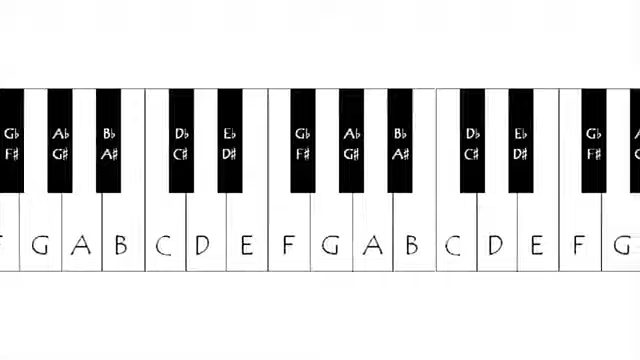 G♭ A♭ B♭ D♭ E♭ G♭ A♭ B♭ D♭ E♭ G♭
F♯ G♯ A♯ C♯ D♯ F♯ G♯ A♯ C♯ D♯ F♯
G A B C D E F G A B C D E F G